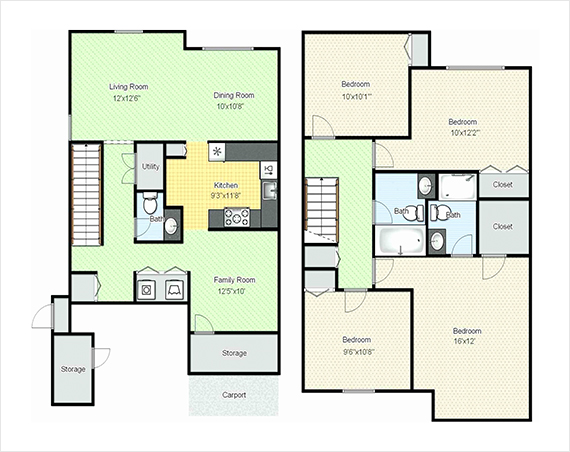 Living Room
12'x12'6"
Dining Room
10'x10'8"
Utility
Kitchen
9'3"x11'8"
Bath
Family Room
12'5"x10'
Storage
Storage
Carport
Bedroom
10'x10'1"'
Bedroom
10'x12'2"'
Closet
Bath
Bath
Closet
Bedroom
9'6"x10'8"
Bedroom
16'x12'